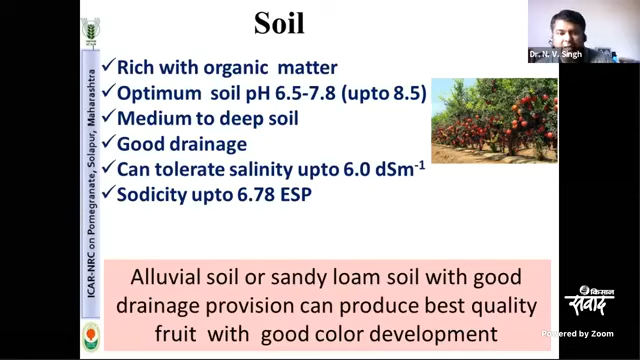 Soil
✓Rich with organic matter
✓Optimum soil pH 6.5-7.8 (upto 8.5)
✓Medium to deep soil
✓Good drainage
✓Can tolerate salinity upto 6.0 dSm-1
✓Sodicity upto 6.78 ESP
Alluvial soil or sandy loam soil with good
drainage provision can produce best quality
fruit with good color development
ICAR-NRC on Pomegranate, Solapur, Maharashtra
Dr. N. V. Singh
किसान
संवाद
Powered by Zoom